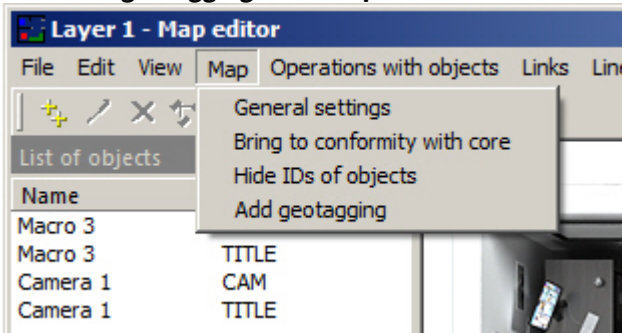 Layer 1 - Map editor
File Edit View Map Operations with objects Links
General settings
Bring to conformity with core
Hide IDs of objects
Add geotagging
List of objects
Name
Macro 3
Macro 3 TITLE
Camera 1 CAM
Camera 1 TITLE